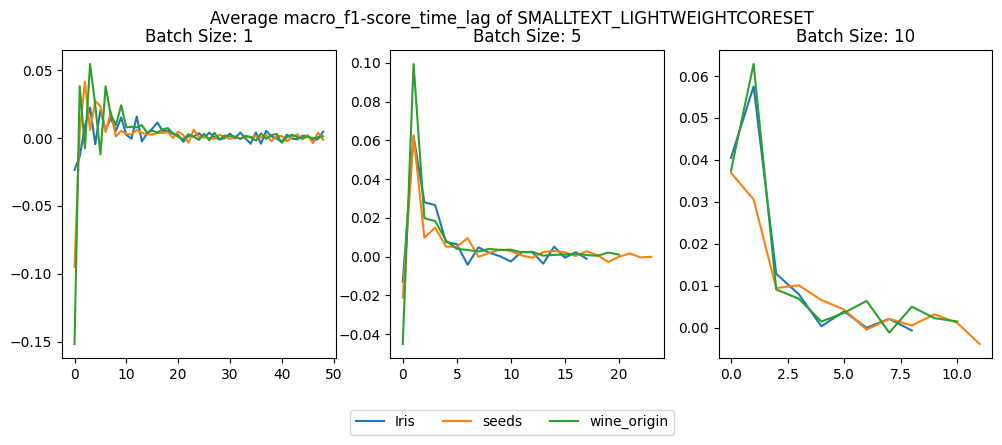 Average macro_f1-score_time_lag of SMALLTEXT_LIGHTWEIGHTCORESET
Batch Size: 1
Batch Size: 5
Batch Size: 10
0.05
0.00
−0.05
−0.10
−0.15
0 10 20 30 40 50
0.10
0.08
0.06
0.04
0.02
0.00
−0.02
−0.04
0 5 10 15 20
0.06
0.05
0.04
0.03
0.02
0.01
0.00
0.0 2.5 5.0 7.5 10.0
Iris seeds wine_origin